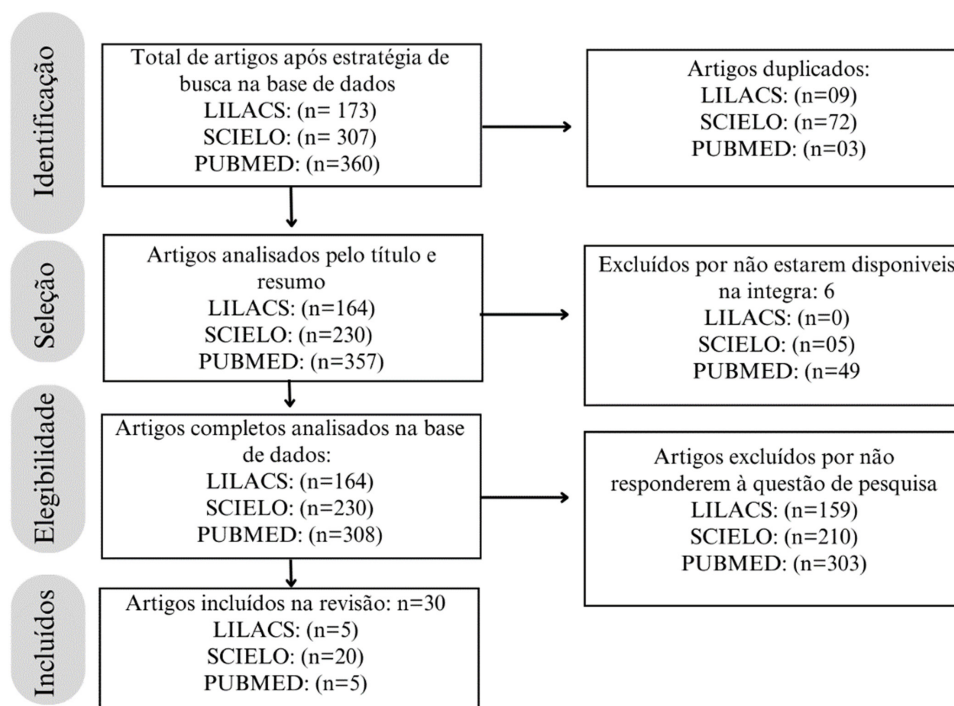 Identificação
Total de artigos após estratégia de
busca na base de dados
LILACS: (n= 173)
SCIELO: (n= 307)
PUBMED: (n=360)
Artigos duplicados:
LILACS: (n=09)
SCIELO: (n=72)
PUBMED: (n=03)
Seleção
Artigos analisados pelo título e
resumo
LILACS: (n=164)
SCIELO: (n=230)
PUBMED: (n=357)
Excluídos por não estarem disponiveis
na integra: 6
LILACS: (n=0)
SCIELO: (n=05)
PUBMED: (n=49
Elegibilidade
Artigos completos analisados na base
de dados:
LILACS: (n=164)
SCIELO: (n=230)
PUBMED: (n=308)
Artigos excluídos por não
responderem à questão de pesquisa
LILACS: (n=159)
SCIELO: (n=210)
PUBMED: (n=303)
Incluídos
Artigos incluídos na revisão: n=30
LILACS: (n=5)
SCIELO: (n=20)
PUBMED: (n=5)